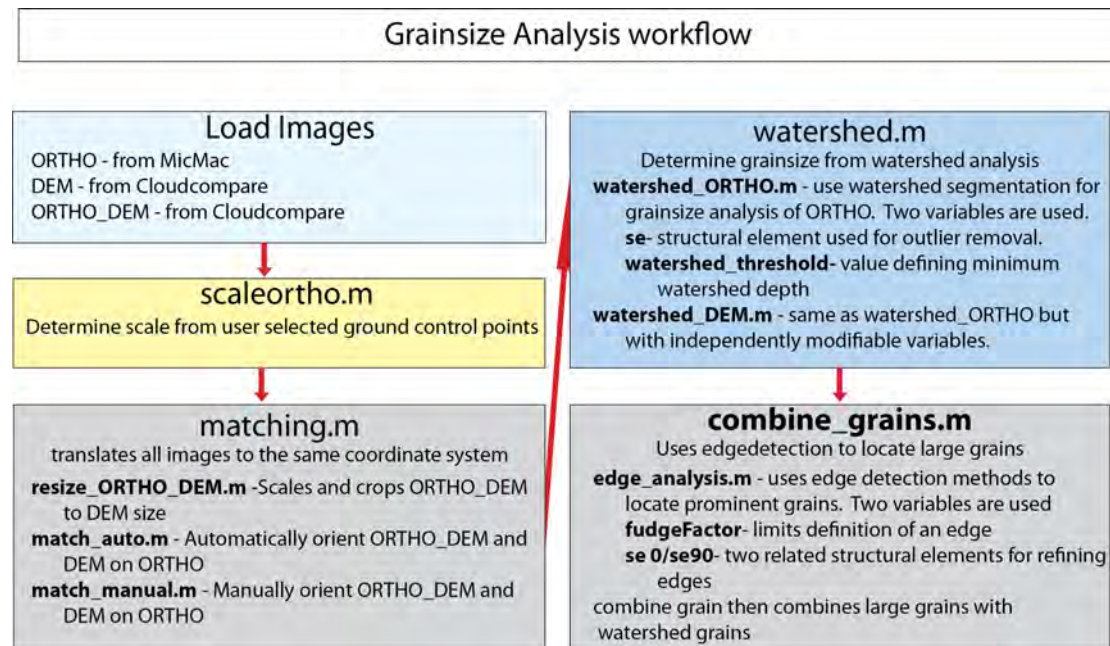 Grainsize Analysis workflow
Load Images
ORTHO - from MicMac
DEM - from Cloudcompare
ORTHO_DEM - from Cloudcompare
scaleortho.m
Determine scale from user selected ground control points
matching.m
translates all images to the same coordinate system
resize_ORTHO_DEM.m -Scales and crops ORTHO_DEM
to DEM size
match_auto.m - Automatically orient ORTHO_DEM and
DEM on ORTHO
match_manual.m - Manually orient ORTHO_DEM and
DEM on ORTHO
watershed.m
Determine grainsize from watershed analysis
watershed_ORTHO.m - use watershed segmentation for
grainsize analysis of ORTHO. Two variables are used.
se- structural element used for outlier removal.
watershed_threshold- value defining minimum
watershed depth
watershed_DEM.m - same as watershed_ORTHO but
with independently modifiable variables.
combine_grains.m
Uses edgedetection to locate large grains
edge_analysis.m - uses edge detection methods to
locate prominent grains. Two variables are used
fudgeFactor- limits definition of an edge
se 0/se90- two related structural elements for refining
edges
combine grain then combines large grains with
watershed grains